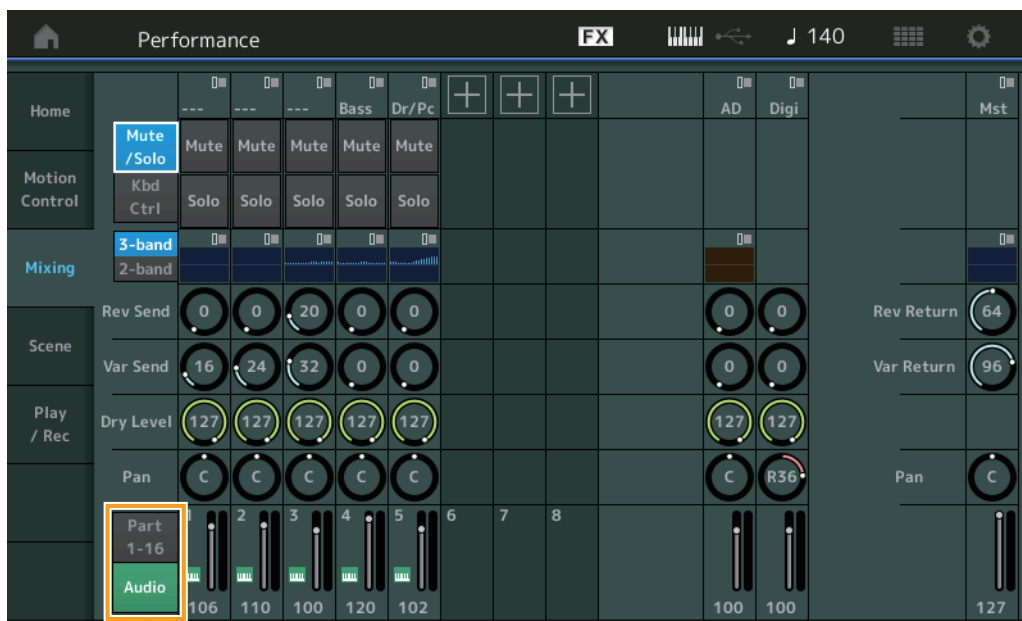 Performance FX 140
Home
--- --- --- Bass Dr/Pc AD Digi Mst
Mute
/Solo
Mute Mute Mute Mute Mute
Motion
Control
Kbd
Ctrl
Solo Solo Solo Solo Solo
Mixing
3-band
2-band
Rev Send 0 0 20 0 0 0 0 Rev Return 64
Scene
Var Send 16 24 32 0 0 0 0 Var Return 96
Play
/ Rec
Dry Level 127 127 127 127 127 127 127
Pan C C C C C C R36 Pan C
Part
1-16
1 2 3 4 5 6 7 8
Audio
106 110 100 120 102 100 100 127